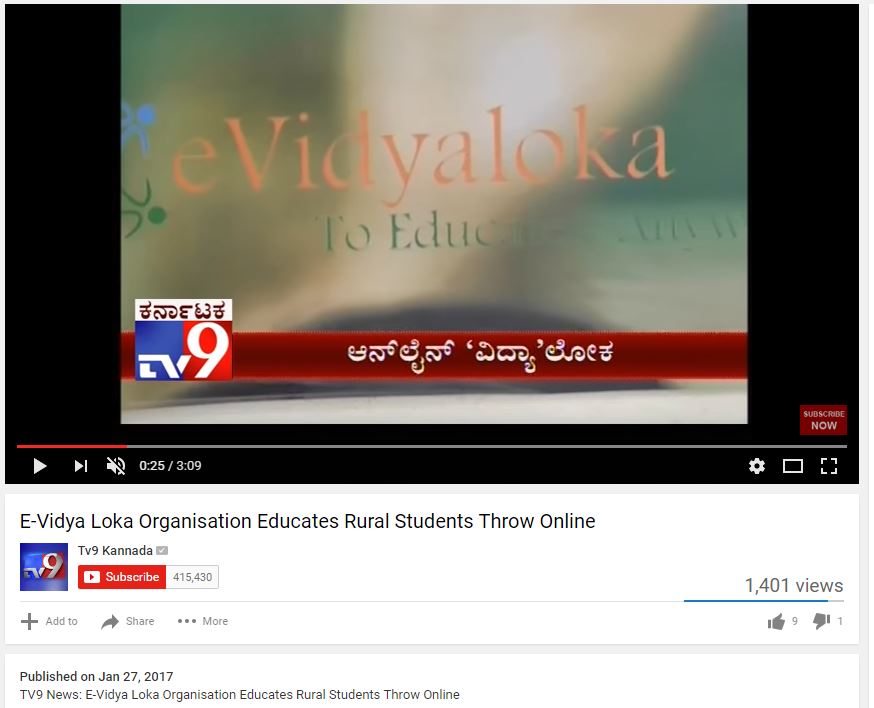 eVidyaloka
To Educ
ಕರ್ನಾಟಕ
TV9
ಆನ್‌ಲೈನ್ ‘ವಿದ್ಯಾ’ಲೋಕ
SUBSCRIBE
NOW
0:25 / 3:09
E-Vidya Loka Organisation Educates Rural Students Throw Online
TV9
Tv9 Kannada
Subscribe 415,430
1,401 views
Add to Share More 9 1
Published on Jan 27, 2017
TV9 News: E-Vidya Loka Organisation Educates Rural Students Throw Online